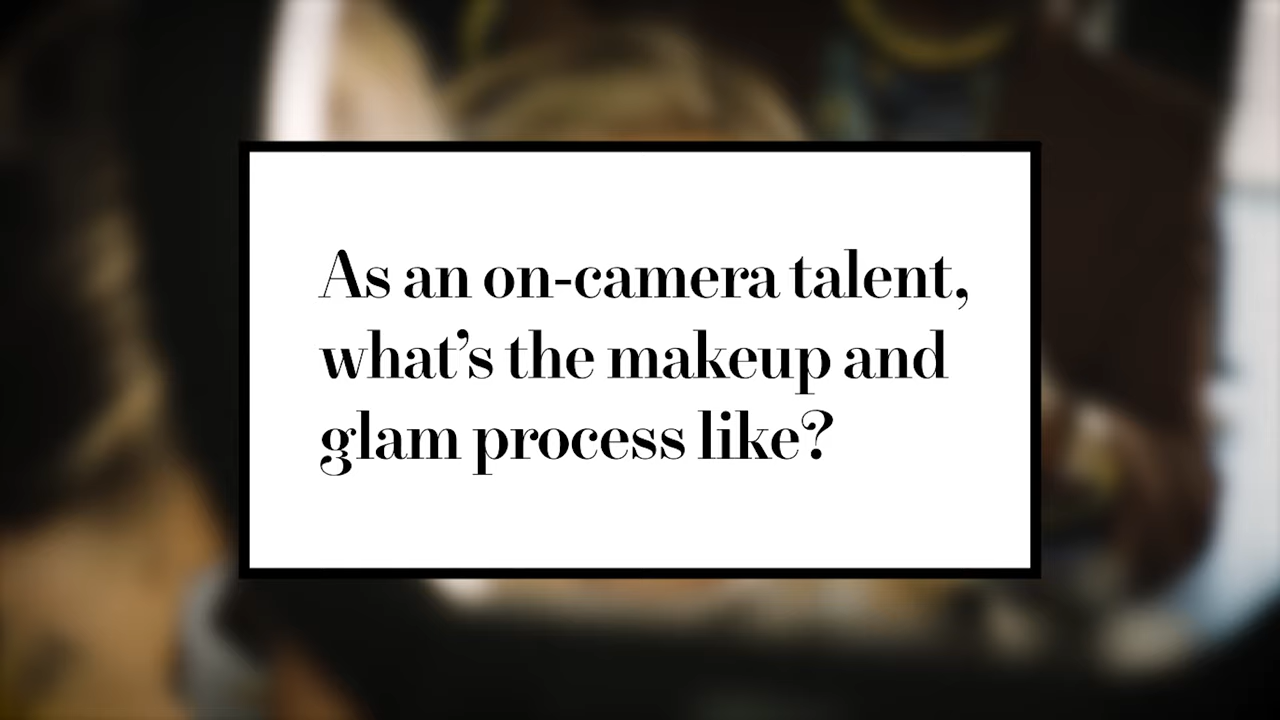 As an on-camera talent,
what’s the makeup and
glam process like?